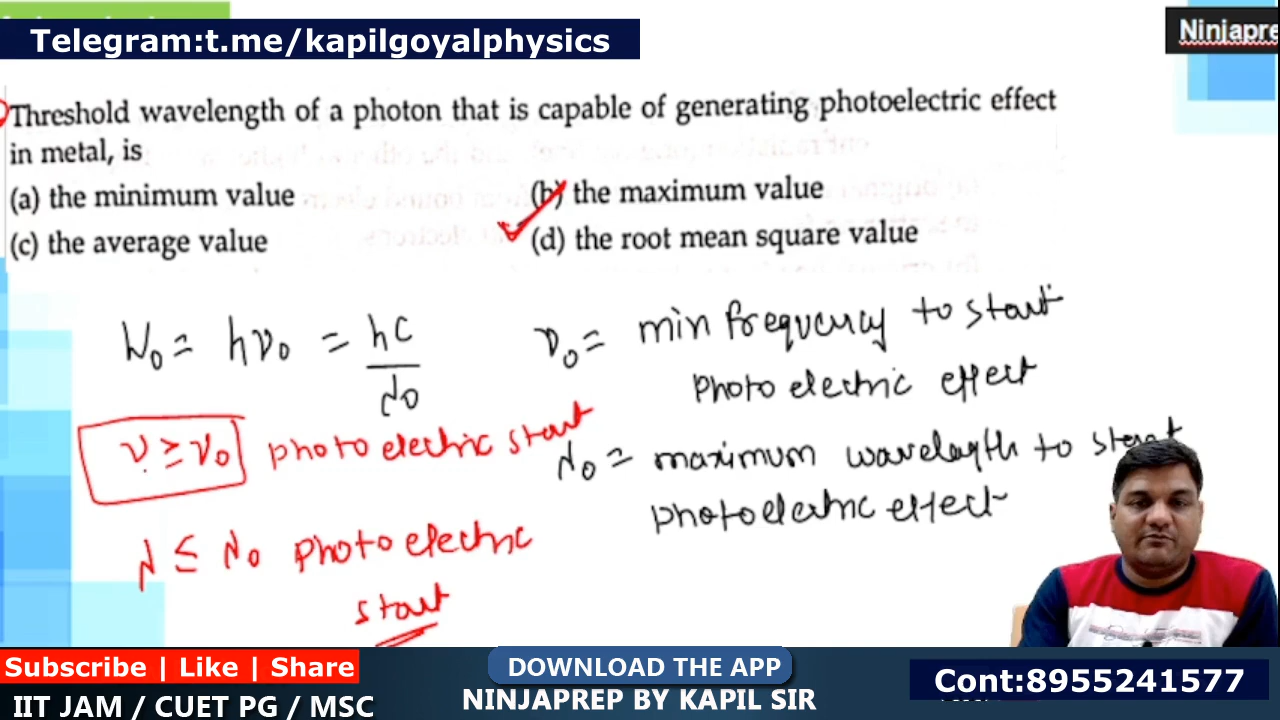 Telegram:t.me/kapilgoyalphysics
Ninjapre
Threshold wavelength of a photon that is capable of generating photoelectric effect
in metal, is
(a) the minimum value
(b) the maximum value
(c) the average value
(d) the root mean square value
W₀ = hν₀ = hc/λ₀
ν₀ = min frequency to start
photo electric effect
ν ≥ ν₀ photo electric start
λ₀ = maximum wavelength to start
photoelectric effect
λ ≤ λ₀ photo electric
start
Subscribe | Like | Share
IIT JAM / CUET PG / MSC
DOWNLOAD THE APP
NINJAPREP BY KAPIL SIR
Cont:8955241577